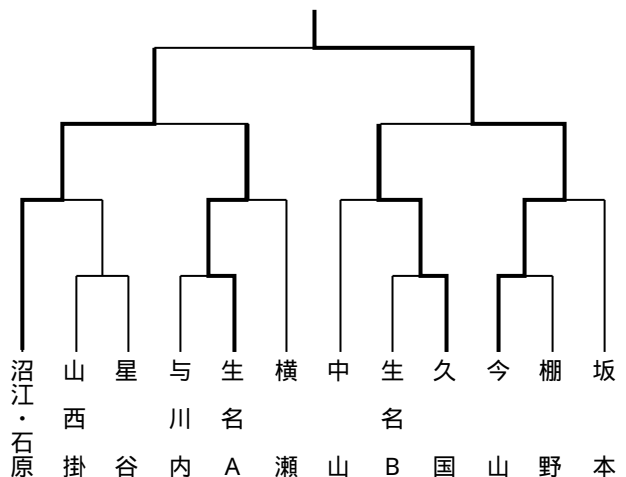 沼江・石原
山西掛
星谷
与川内
生名A
横瀬
中山
生名B
久国
今山
棚野
坂本